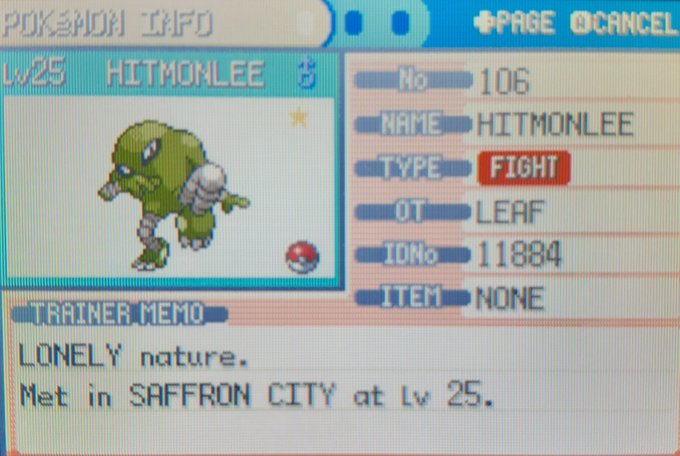 POKéMON INFO
PAGE ⓍCANCEL
Lv25 HITMONLEE ♂
No 106
NAME HITMONLEE
TYPE FIGHT
OT LEAF
IDNo 11884
ITEM NONE
TRAINER MEMO
LONELY nature.
Met in SAFFRON CITY at Lv 25.